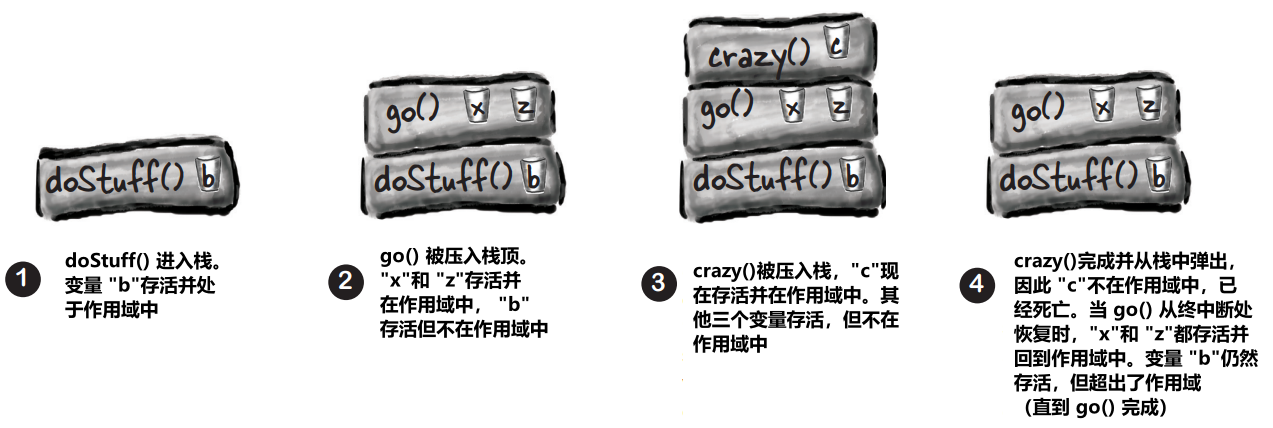 doStuff() b
go() x z
doStuff() b
crazy() c
go() x z
doStuff() b
go() x z
doStuff() b
1
doStuff() 进入栈。
变量 "b"存活并处
于作用域中
2
go() 被压入栈顶。
"x"和 "z"存活并
在作用域中， "b"
存活但不在作用域中
3
crazy()被压入栈，"c"现
在存活并在作用域中。其
他三个变量存活，但不在
作用域中
4
crazy()完成并从栈中弹出，
因此 "c"不在作用域中，已
经死亡。当 go() 从终中断处
恢复时，"x"和 "z"都存活并
回到作用域中。变量 "b"仍然
存活，但超出了作用域
（直到 go() 完成）